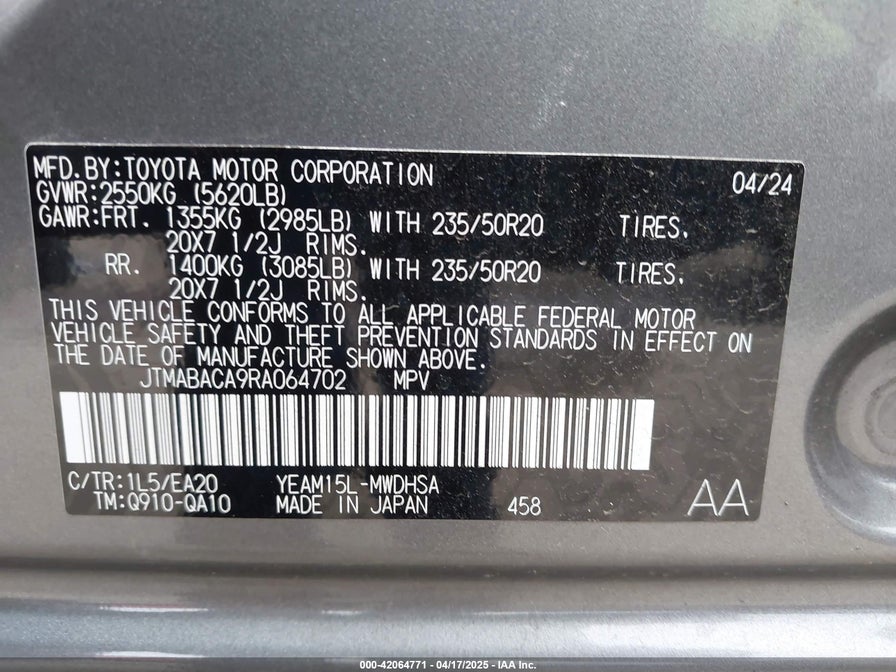 MFD.BY:TOYOTA MOTOR CORPORATION 04/24
GVWR:2550KG (5620LB)
GAWR:FRT. 1355KG (2985LB) WITH 235/50R20 TIRES.
20X7 1/2J RIMS.
RR. 1400KG (3085LB) WITH 235/50R20 TIRES.
20X7 1/2J RIMS.
THIS VEHICLE CONFORMS TO ALL APPLICABLE FEDERAL MOTOR
VEHICLE SAFETY AND THEFT PREVENTION STANDARDS IN EFFECT ON
THE DATE OF MANUFACTURE SHOWN ABOVE.
JTMABACA9RA064702 MPV
C/TR:1L5/EA20 YEAM15L-MWDHSA
TM:Q910-QA10 MADE IN JAPAN 458 AA
000-42064771 - 04/17/2025 - IAA Inc.